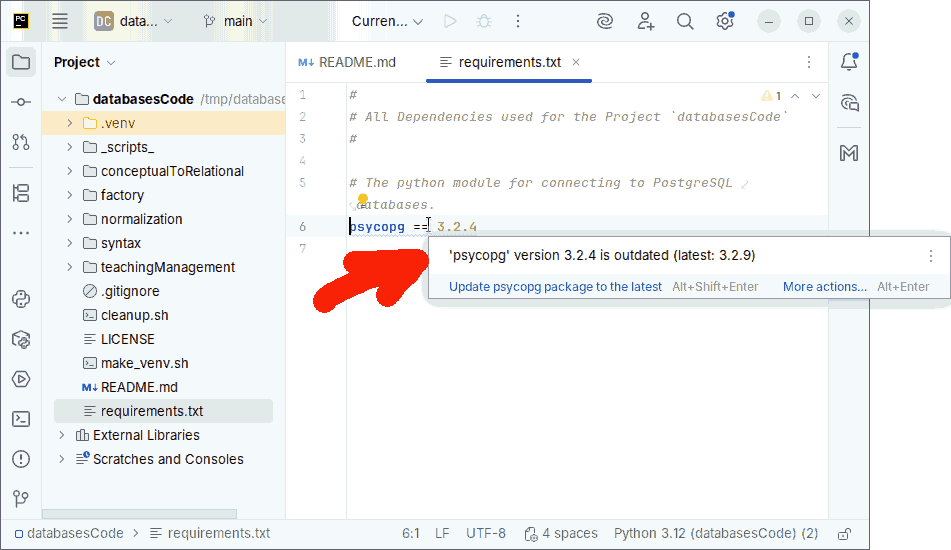 PC
DC data...
main
Curren...
Project
README.md
requirements.txt
databasesCode /tmp/database
.venv
_scripts_
conceptualToRelational
factory
normalization
syntax
teachingManagement
.gitignore
cleanup.sh
LICENSE
make_venv.sh
M↓ README.md
requirements.txt
External Libraries
Scratches and Consoles
1 #
2 # All Dependencies used for the Project `databasesCode`
3 #
4
5 # The python module for connecting to PostgreSQL
databases.
6 psycopg == 3.2.4
7
1
'psycopg' version 3.2.4 is outdated (latest: 3.2.9)
Update psycopg package to the latest Alt+Shift+Enter More actions... Alt+Enter
databasesCode > requirements.txt
6:1 LF UTF-8 4 spaces Python 3.12 (databasesCode) (2)